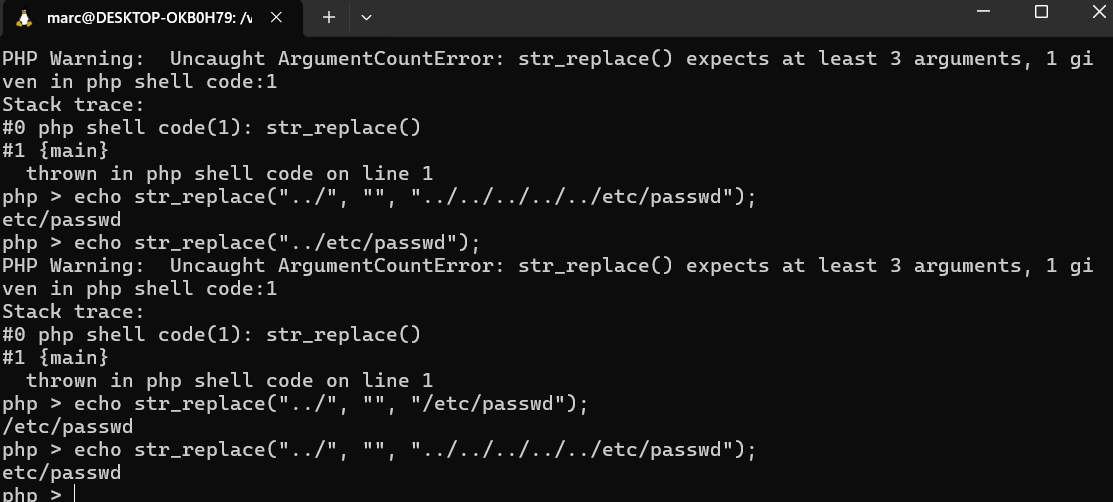 marc@DESKTOP-OKB0H79: /v
PHP Warning:  Uncaught ArgumentCountError: str_replace() expects at least 3 arguments, 1 gi
ven in php shell code:1
Stack trace:
#0 php shell code(1): str_replace()
#1 {main}
  thrown in php shell code on line 1
php > echo str_replace("../", "", "../../../../../etc/passwd");
etc/passwd
php > echo str_replace("../etc/passwd");
PHP Warning:  Uncaught ArgumentCountError: str_replace() expects at least 3 arguments, 1 gi
ven in php shell code:1
Stack trace:
#0 php shell code(1): str_replace()
#1 {main}
  thrown in php shell code on line 1
php > echo str_replace("../", "", "/etc/passwd");
/etc/passwd
php > echo str_replace("../", "", "../../../../../etc/passwd");
etc/passwd
php >